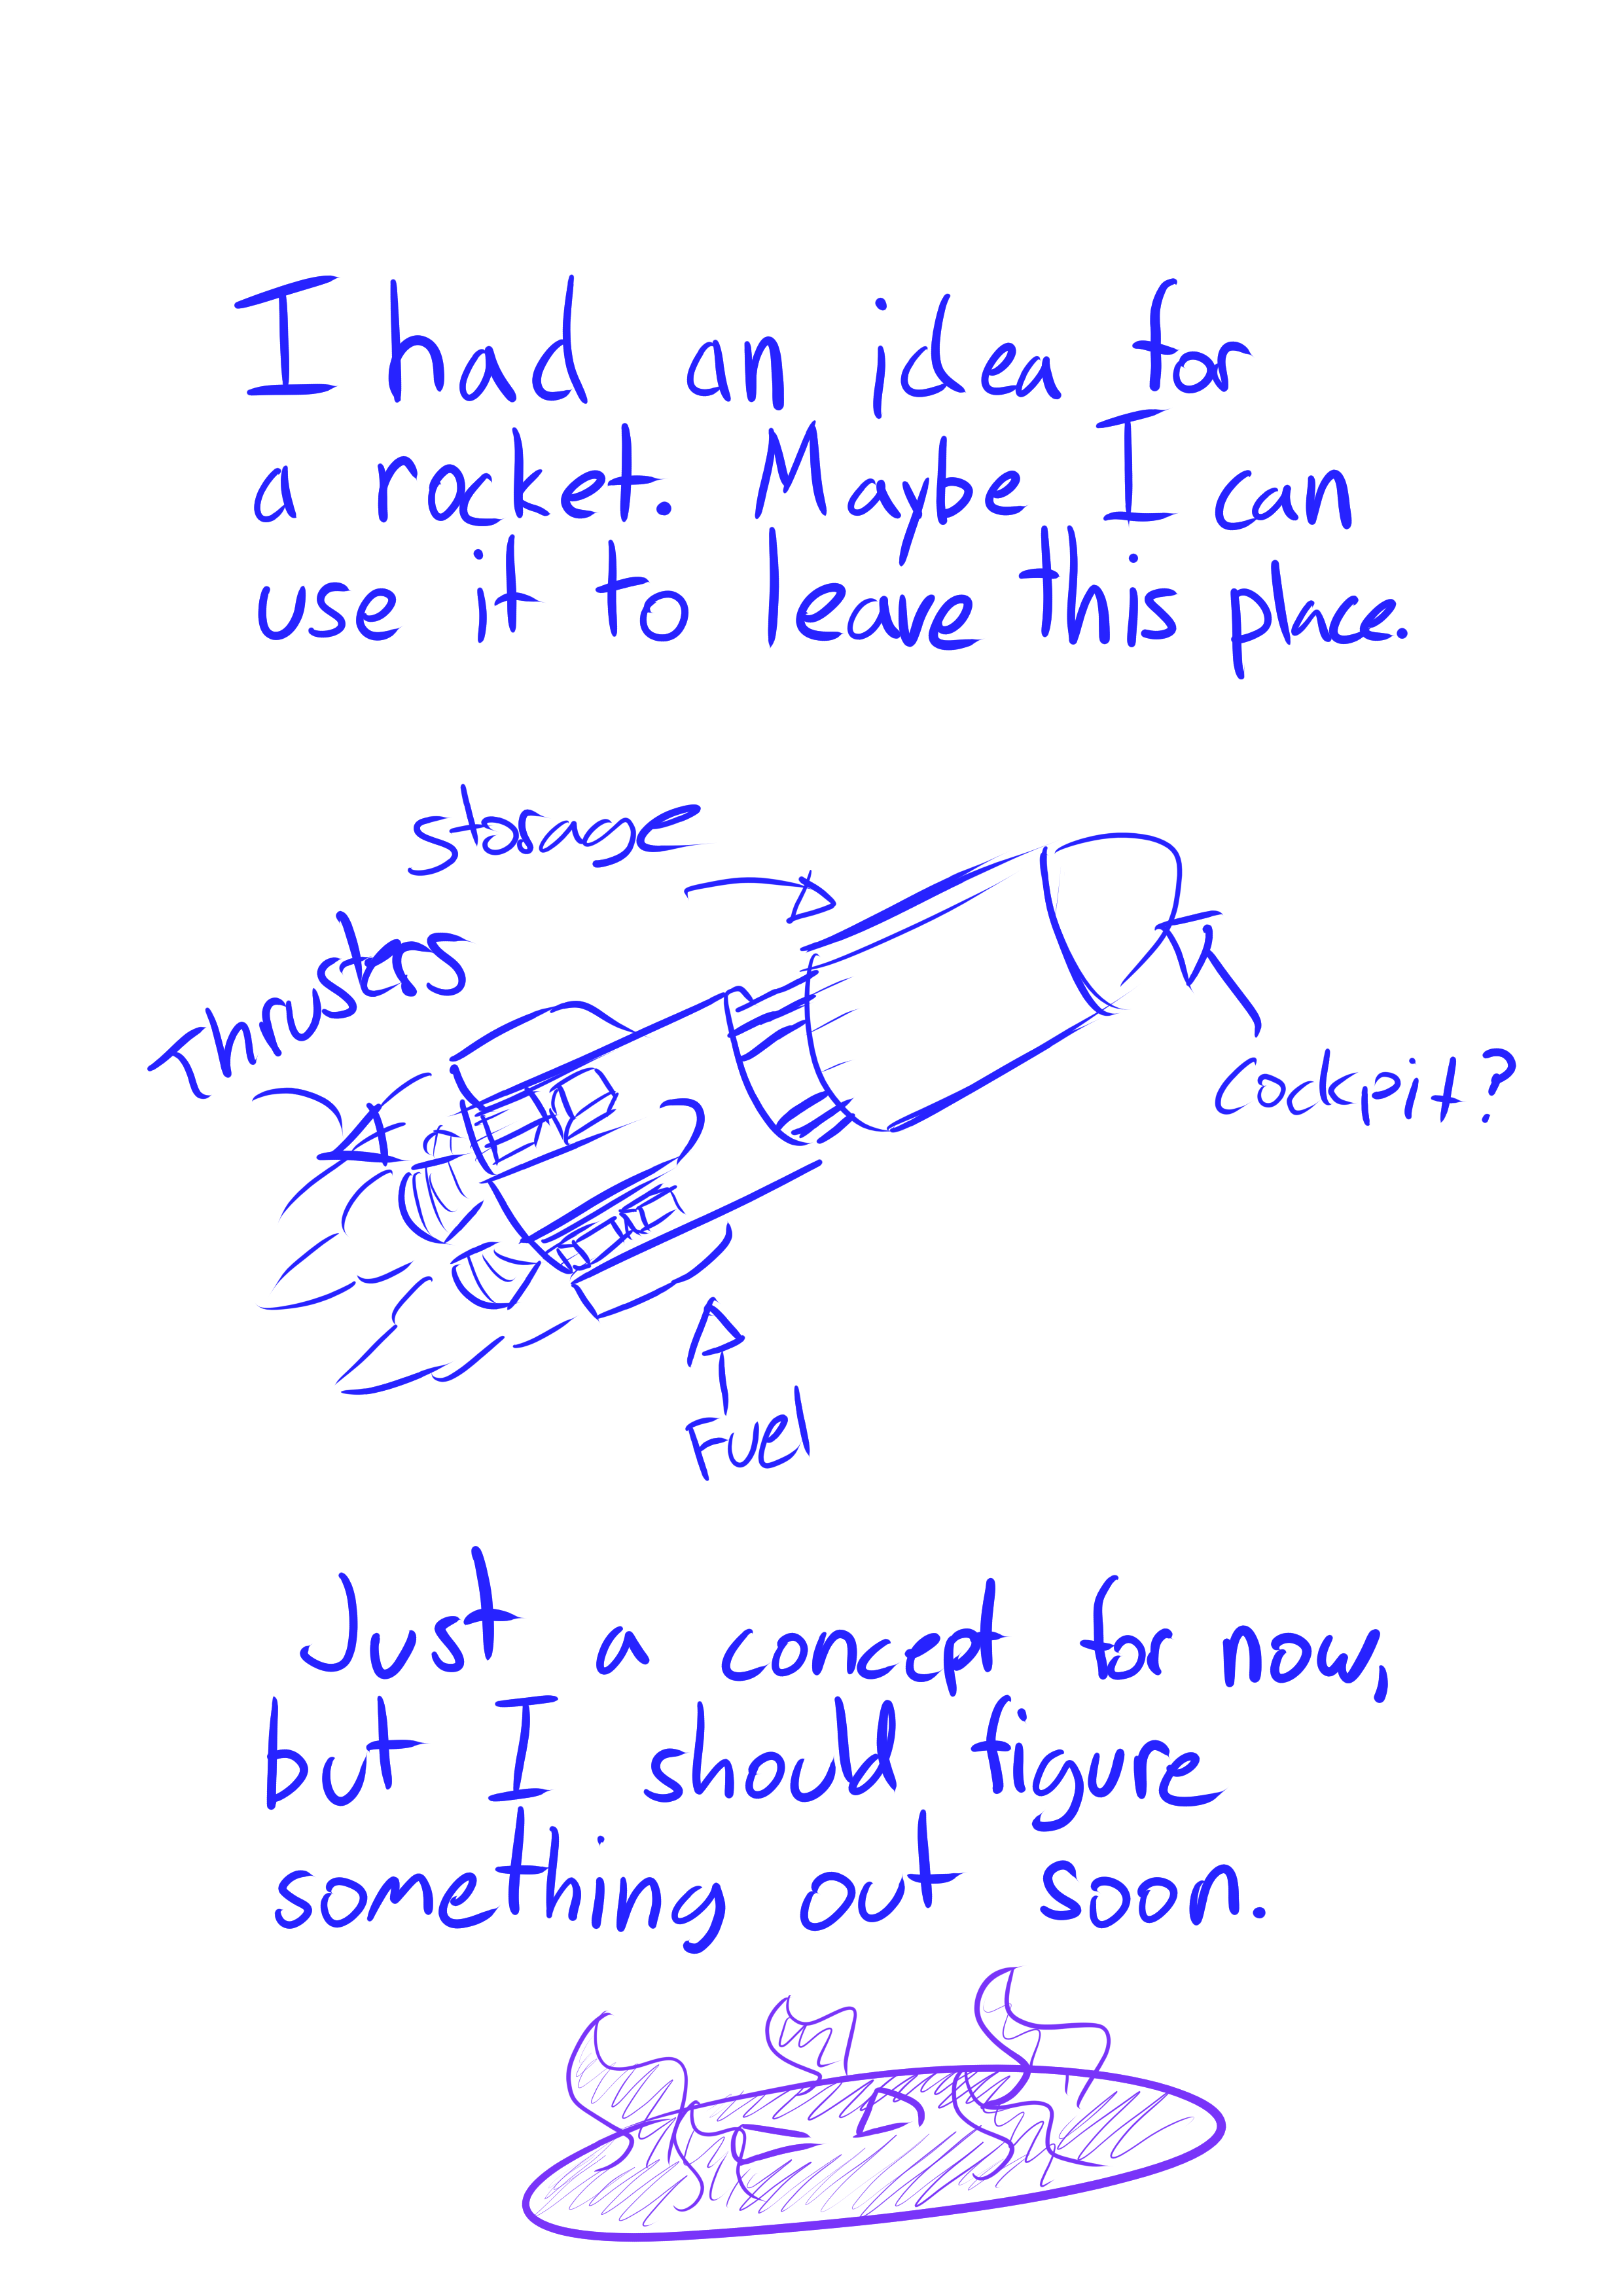 I had an idea for
a rocket. Maybe I can
use it to leave this place.
storage
Thrusters
Cockpit?
Fuel
Just a concept for now,
but I should figure
something out soon.